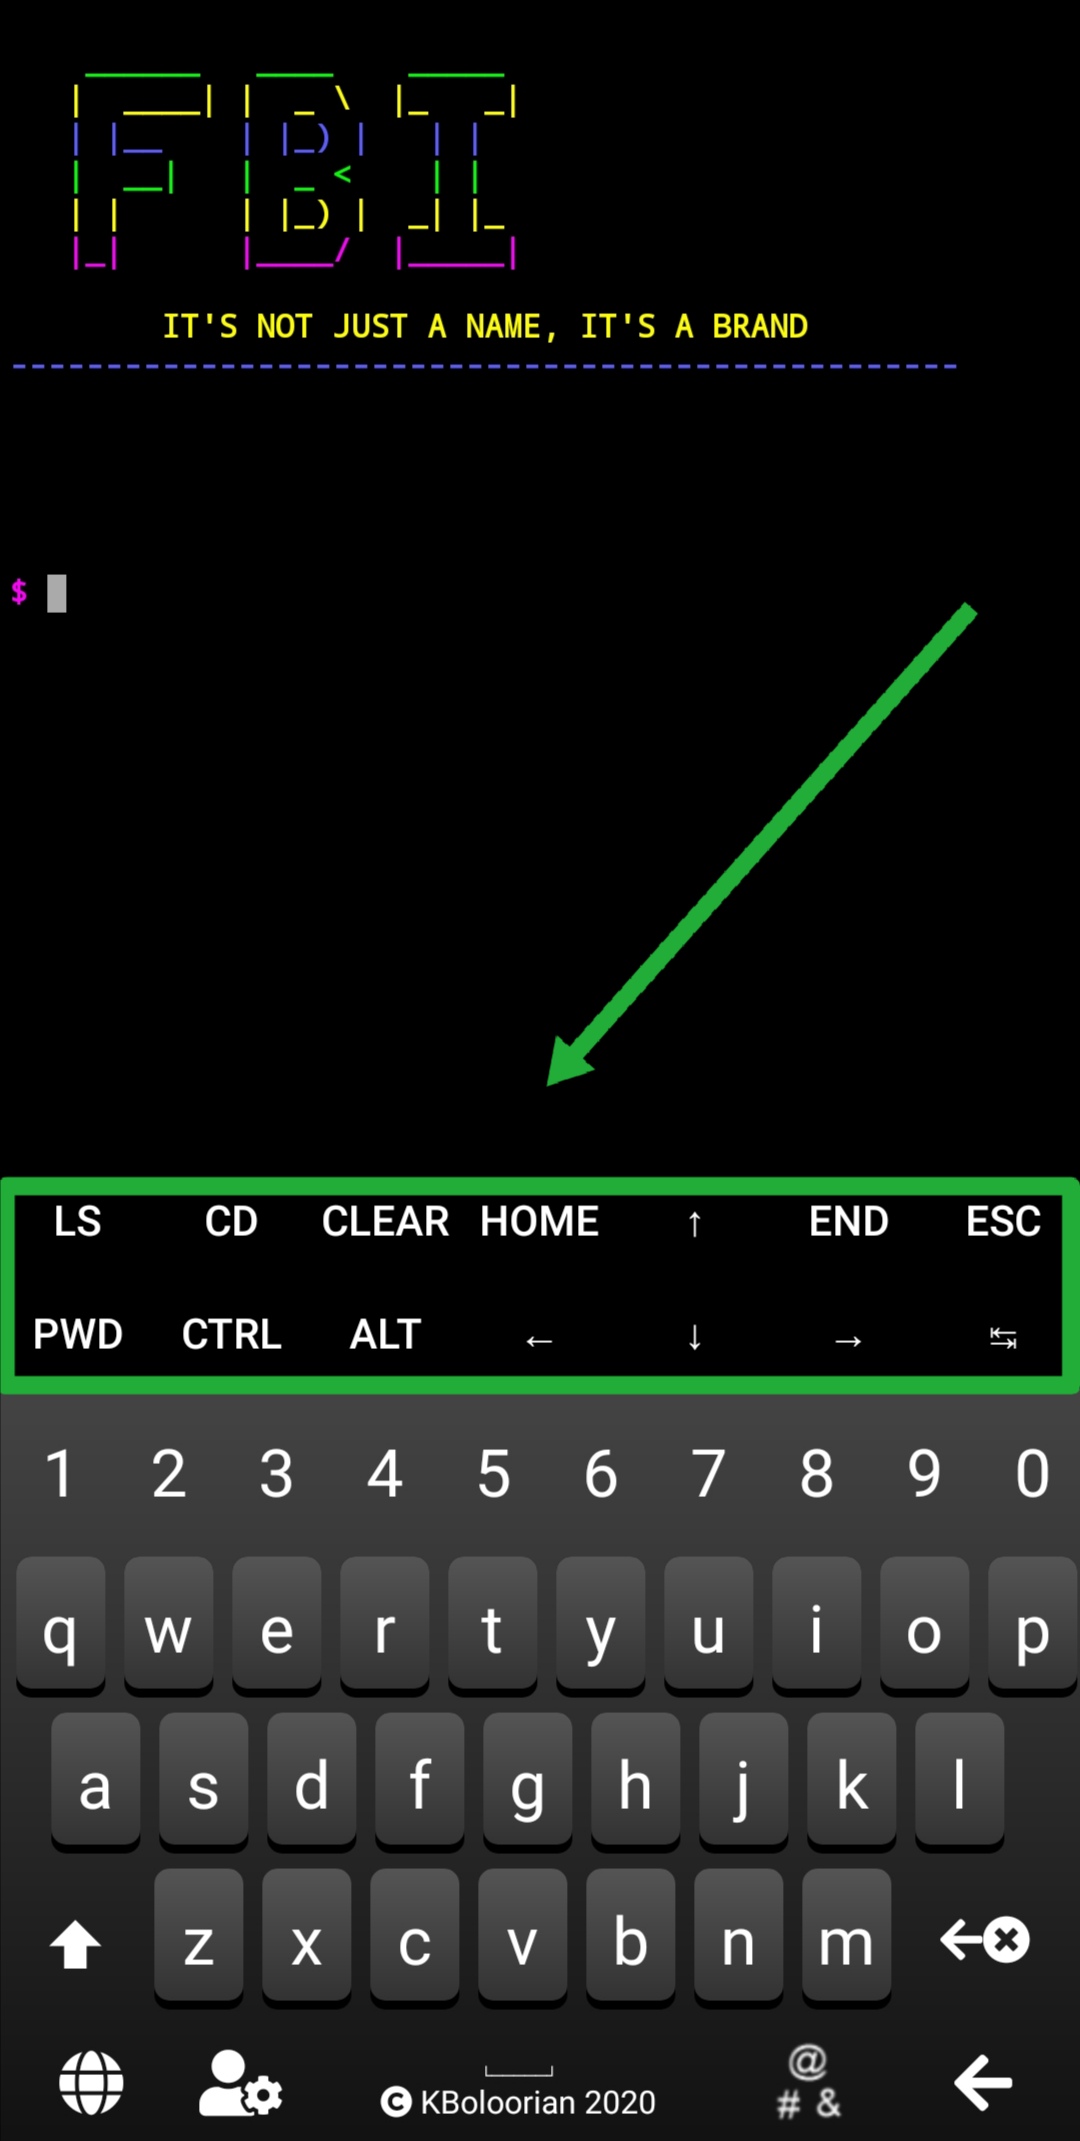 FBI
IT'S NOT JUST A NAME, IT'S A BRAND
--------------------------------------------------
$
LS CD CLEAR HOME ↑ END ESC
PWD CTRL ALT ← ↓ → ↹
1 2 3 4 5 6 7 8 9 0
q w e r t y u i o p
a s d f g h j k l
z x c v b n m
@
© KBoloorian 2020 # &